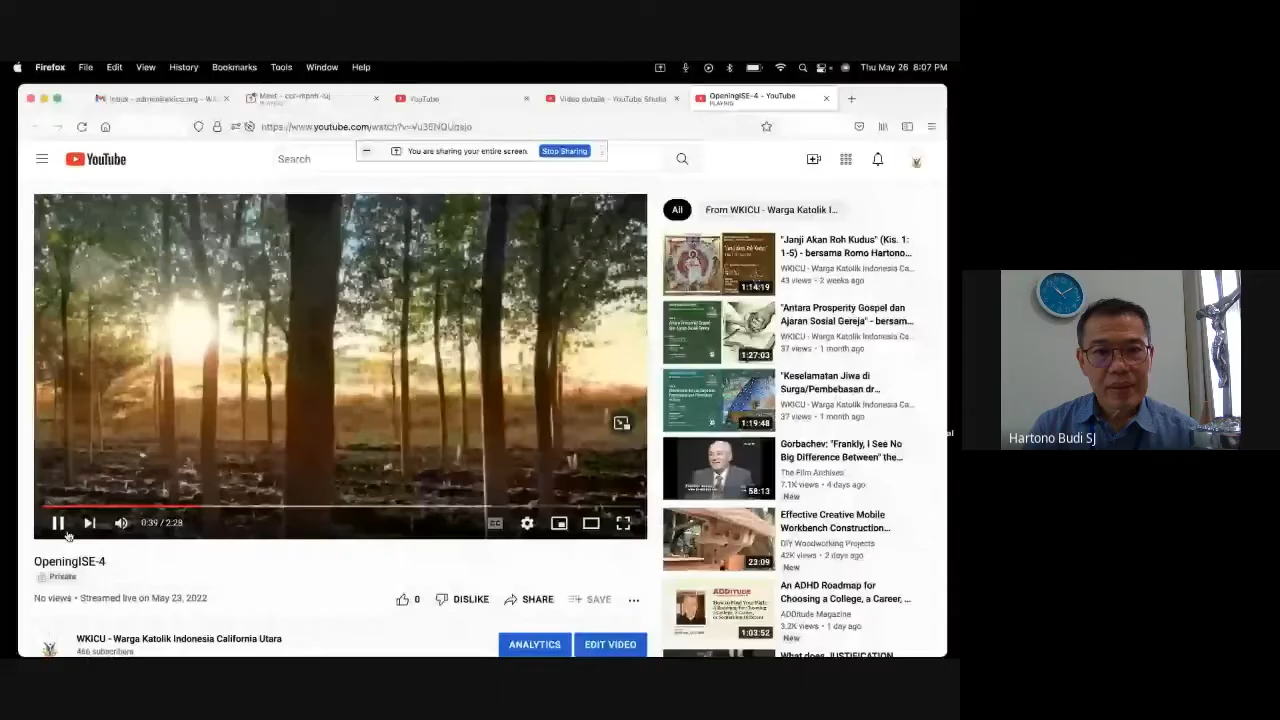 Firefox File Edit View History Bookmarks Tools Window Help Thu May 26 8:07 PM
YouTube
Video details - YouTube Studio
OpeningISE-4 - YouTube
PLAYING
YouTube
Search
You are sharing your entire screen.
Stop Sharing
All
From WKICU - Warga Katolik I...
"Janji Akan Roh Kudus" (Kis. 1:
1-5) - bersama Romo Hartono...
WKICU - Warga Katolik Indonesia Ca...
43 views • 2 weeks ago
1:14:19
"Antara Prosperity Gospel dan
Ajaran Sosial Gereja" - bersam...
WKICU - Warga Katolik Indonesia Ca...
37 views • 1 month ago
1:27:03
"Keselamatan Jiwa di
Surga/Pembebasan dr...
WKICU - Warga Katolik Indonesia Ca...
37 views • 1 month ago
1:19:48
Gorbachev: "Frankly, I See No
Big Difference Between" the...
The Film Archives
7.1K views • 4 days ago
New
58:13
Effective Creative Mobile
Workbench Construction...
DIY Woodworking Projects
42K views • 2 days ago
New
23:09
An ADHD Roadmap for
Choosing a College, a Career, ...
ADDitude Magazine
3.2K views • 1 day ago
New
ADDITUDE
1:03:52
What does JUSTIFICATION
0:39 / 2:28
CC
OpeningISE-4
Private
No views • Streamed live on May 23, 2022
0
DISLIKE
SHARE
SAVE
WKICU - Warga Katolik Indonesia California Utara
466 subscribers
ANALYTICS
EDIT VIDEO
Hartono Budi SJ